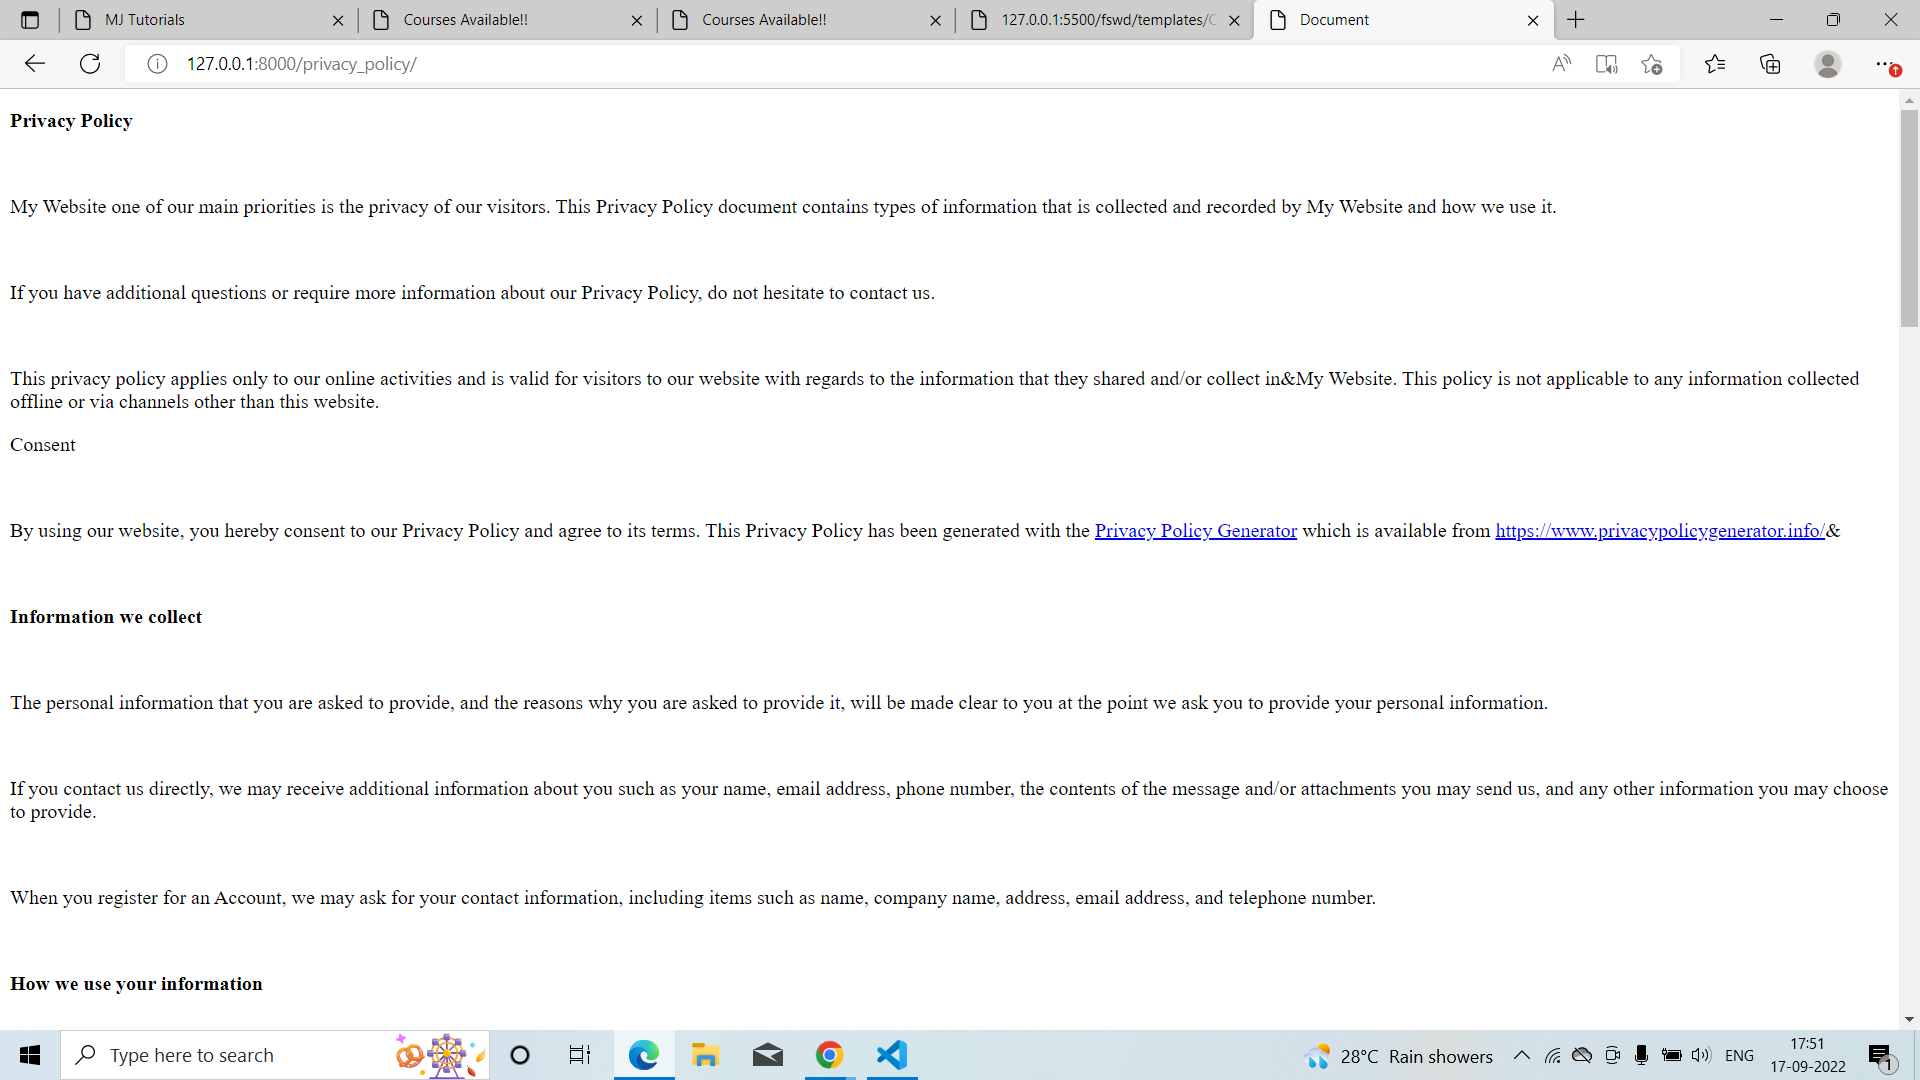 MJ Tutorials
Courses Available!!
Courses Available!!
127.0.0.1:5500/fswd/templates/
Document
127.0.0.1:8000/privacy_policy/
Privacy Policy
My Website one of our main priorities is the privacy of our visitors. This Privacy Policy document contains types of information that is collected and recorded by My Website and how we use it.
If you have additional questions or require more information about our Privacy Policy, do not hesitate to contact us.
This privacy policy applies only to our online activities and is valid for visitors to our website with regards to the information that they shared and/or collect in&My Website. This policy is not applicable to any information collected
offline or via channels other than this website.
Consent
By using our website, you hereby consent to our Privacy Policy and agree to its terms. This Privacy Policy has been generated with the Privacy Policy Generator which is available from https://www.privacypolicygenerator.info/&
Information we collect
The personal information that you are asked to provide, and the reasons why you are asked to provide it, will be made clear to you at the point we ask you to provide your personal information.
If you contact us directly, we may receive additional information about you such as your name, email address, phone number, the contents of the message and/or attachments you may send us, and any other information you may choose
to provide.
When you register for an Account, we may ask for your contact information, including items such as name, company name, address, email address, and telephone number.
How we use your information
Type here to search
28°C Rain showers
ENG
17:51
17-09-2022
1